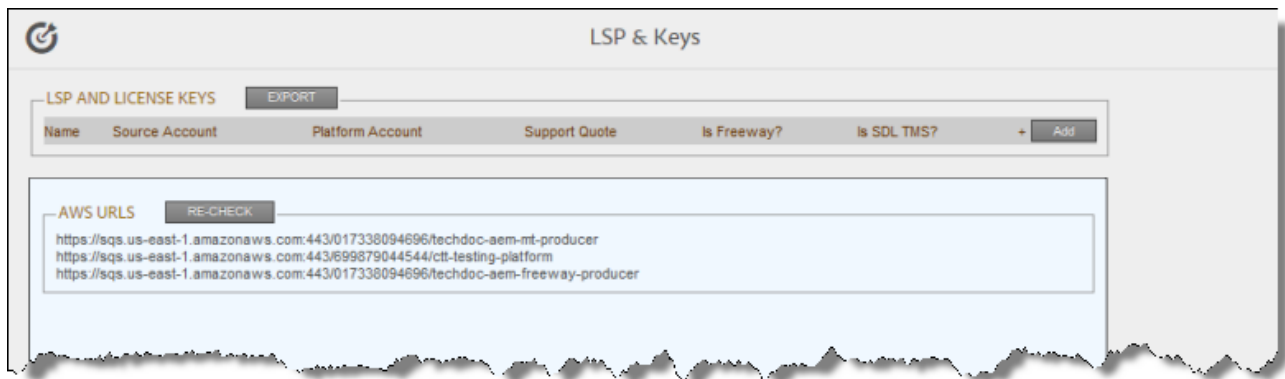 LSP & Keys
LSP AND LICENSE KEYS EXPORT
Name Source Account Platform Account Support Quote Is Freeway? Is SDL TMS? + Add
AWS URLS RE-CHECK
https://sqs.us-east-1.amazonaws.com:443/017338094696/techdoc-aem-mt-producer
https://sqs.us-east-1.amazonaws.com:443/699879044544/ctt-testing-platform
https://sqs.us-east-1.amazonaws.com:443/017338094696/techdoc-aem-freeway-producer